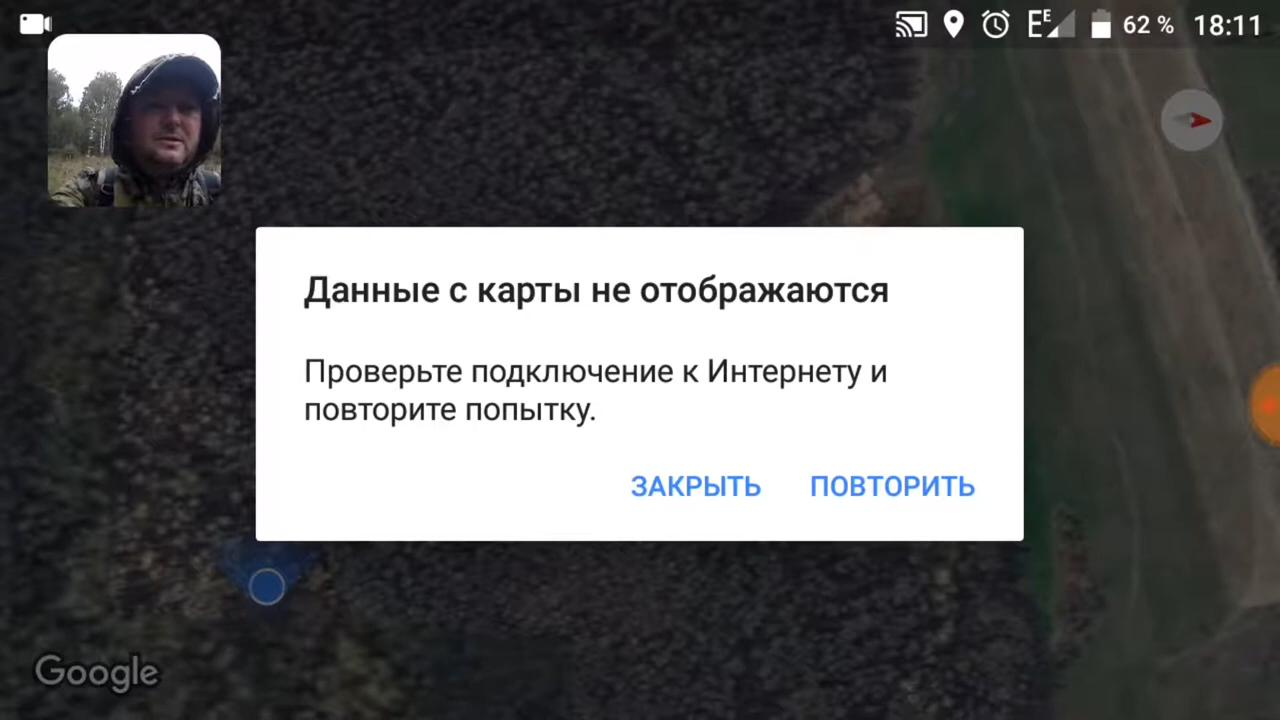 E E 62 % 18:11
Данные с карты не отображаются
Проверьте подключение к Интернету и
повторите попытку.
ЗАКРЫТЬ ПОВТОРИТЬ
Google